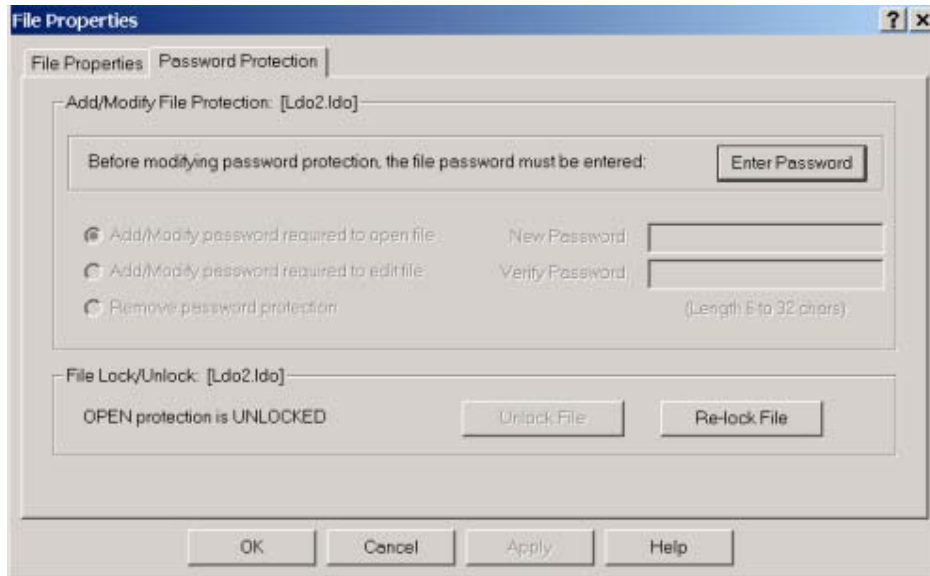 File Properties
File Properties Password Protection
Add/Modify File Protection: [Ldo2.ldo]
Before modifying password protection, the file password must be entered: Enter Password
Add/Modify password required to open file New Password
Add/Modify password required to edit file Verify Password
Remove password protection (Length 6 to 32 chars)
File Lock/Unlock: [Ldo2.ldo]
OPEN protection is UNLOCKED Unlock File Re-lock File
OK Cancel Apply Help